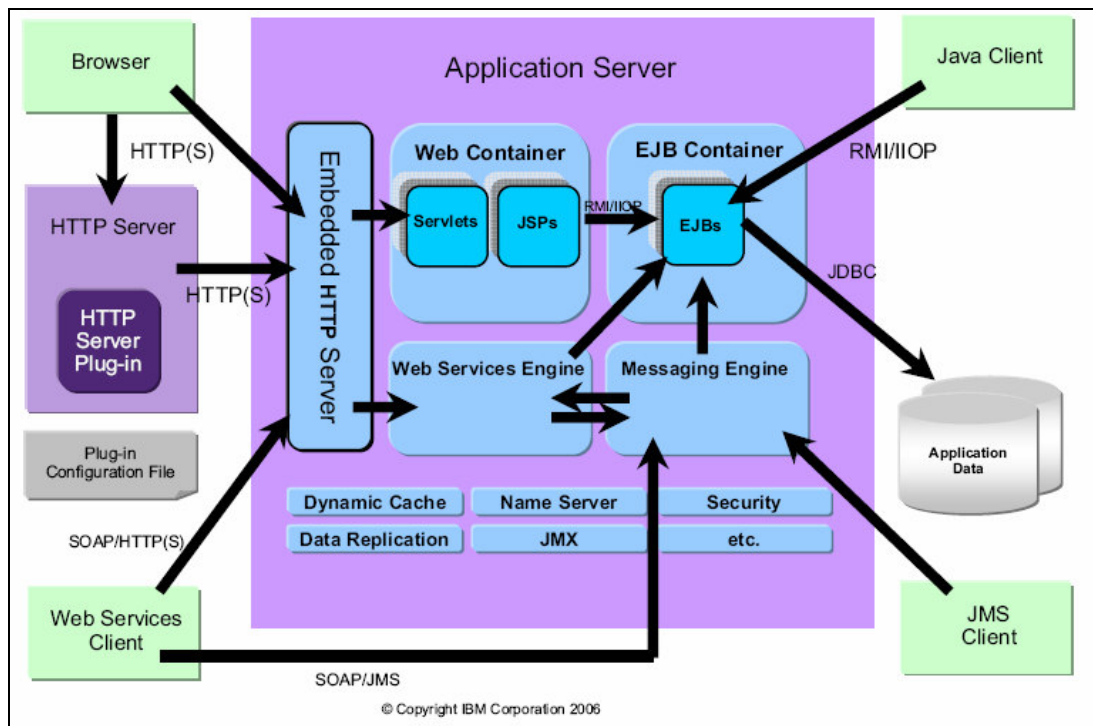 Application Server
Browser
Java Client
HTTP(S)
RMI/IIOP
Embedded HTTP Server
Web Container
EJB Container
Servlets
JSPs
RMI/IIOP
EJBs
HTTP Server
HTTP(S)
HTTP
Server
Plug-in
JDBC
Web Services Engine
Messaging Engine
Plug-in
Configuration File
Application
Data
Dynamic Cache
Name Server
Security
Data Replication
JMX
etc.
SOAP/HTTP(S)
Web Services
Client
JMS
Client
SOAP/JMS
© Copyright IBM Corporation 2006